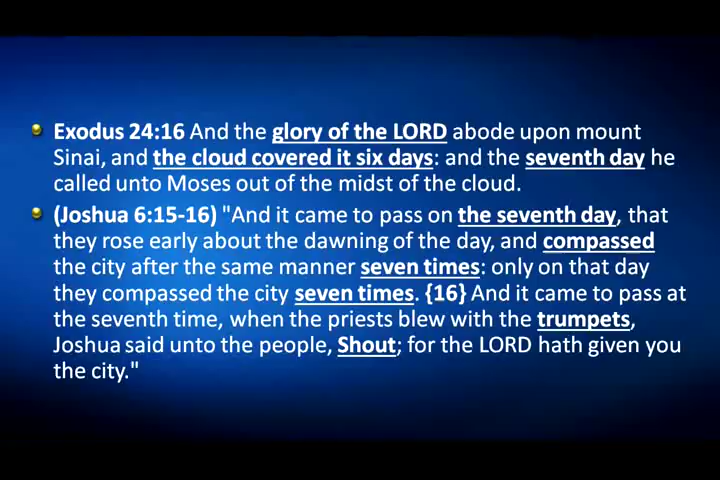 Exodus 24:16 And the glory of the LORD abode upon mount
Sinai, and the cloud covered it six days: and the seventh day he
called unto Moses out of the midst of the cloud.
(Joshua 6:15-16) "And it came to pass on the seventh day, that
they rose early about the dawning of the day, and compassed
the city after the same manner seven times: only on that day
they compassed the city seven times. {16} And it came to pass at
the seventh time, when the priests blew with the trumpets,
Joshua said unto the people, Shout; for the LORD hath given you
the city."